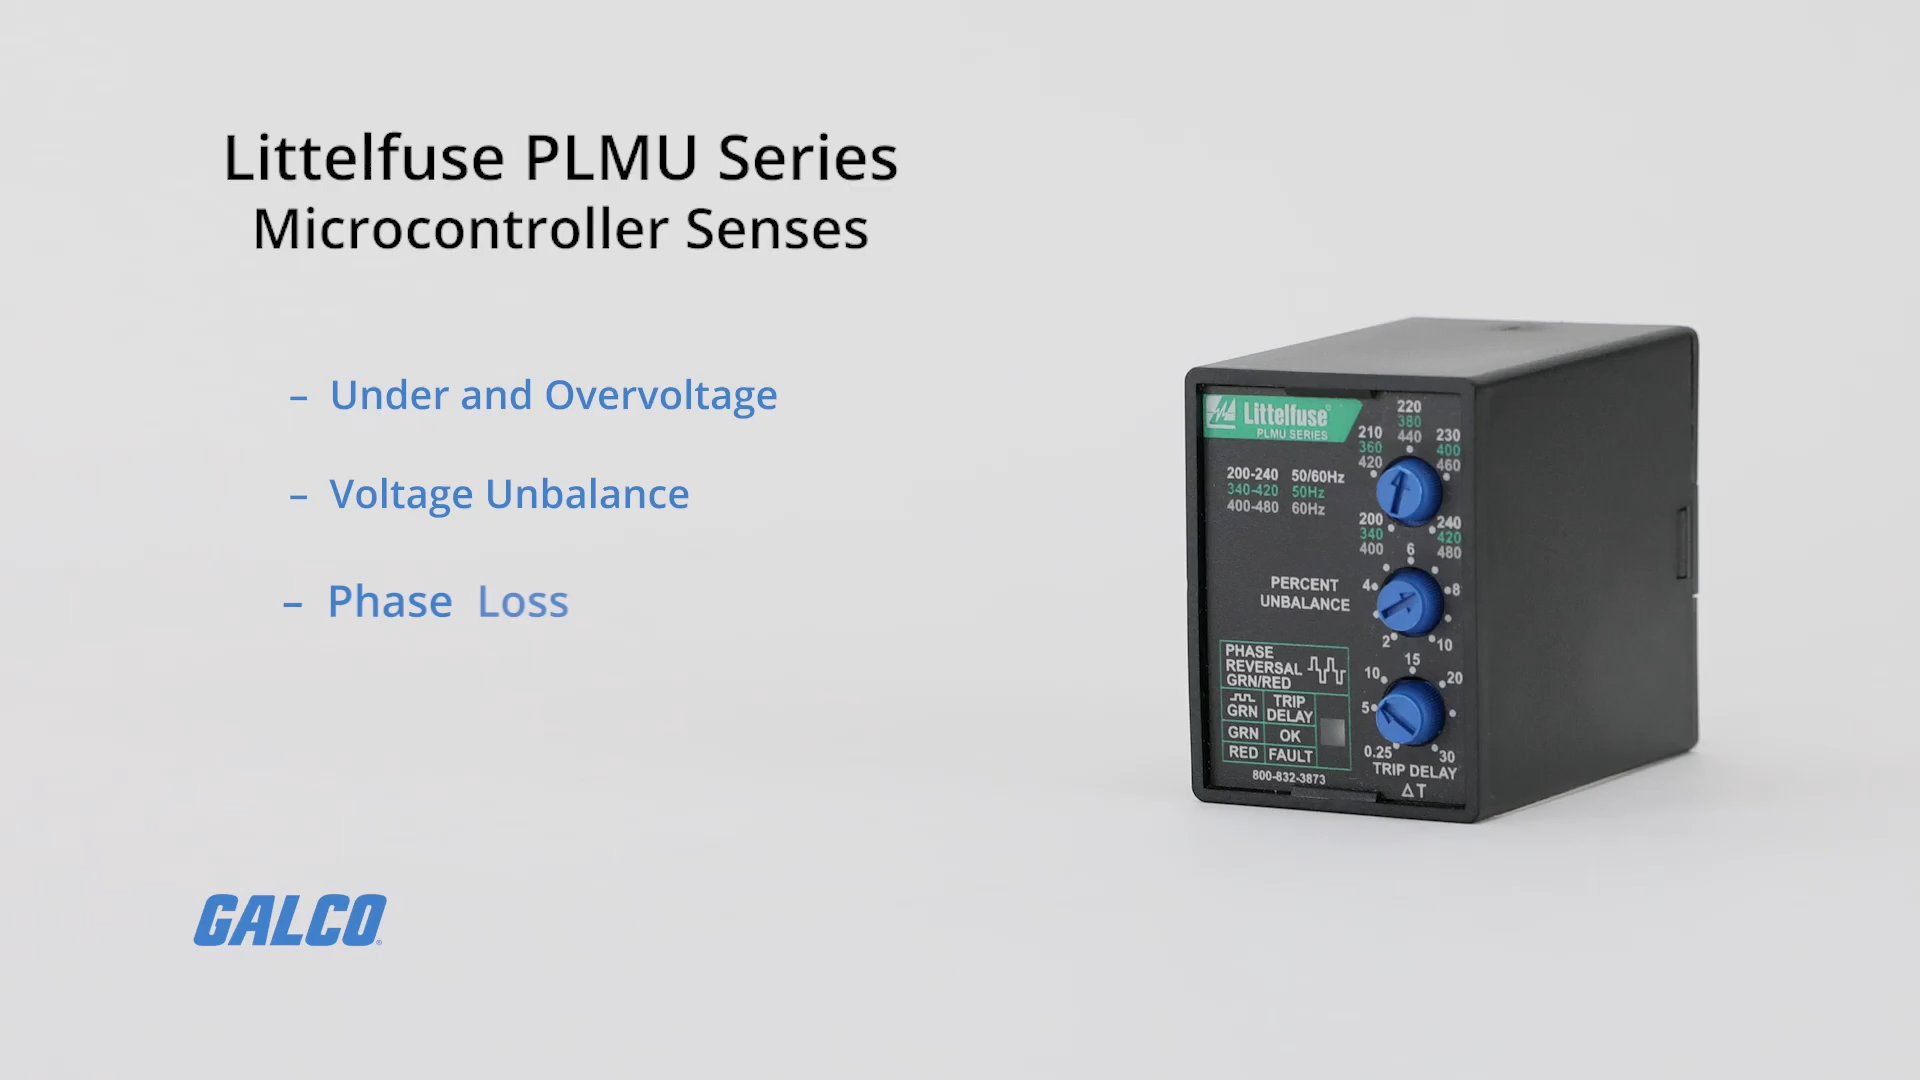 Littelfuse PLMU Series
Microcontroller Senses
– Under and Overvoltage
– Voltage Unbalance
– Phase Loss
GALCO
Littelfuse
PLMU SERIES
200-240 50/60Hz
340-420 50Hz
400-480 60Hz
220
380
440
210
360
420
230
400
460
200
340
400
240
420
480
PERCENT
UNBALANCE
6
4
8
2
10
PHASE
REVERSAL
GRN/RED
GRN TRIP DELAY
GRN OK
RED FAULT
800-832-3873
15
10
20
5
0.25
30
TRIP DELAY
Δ T